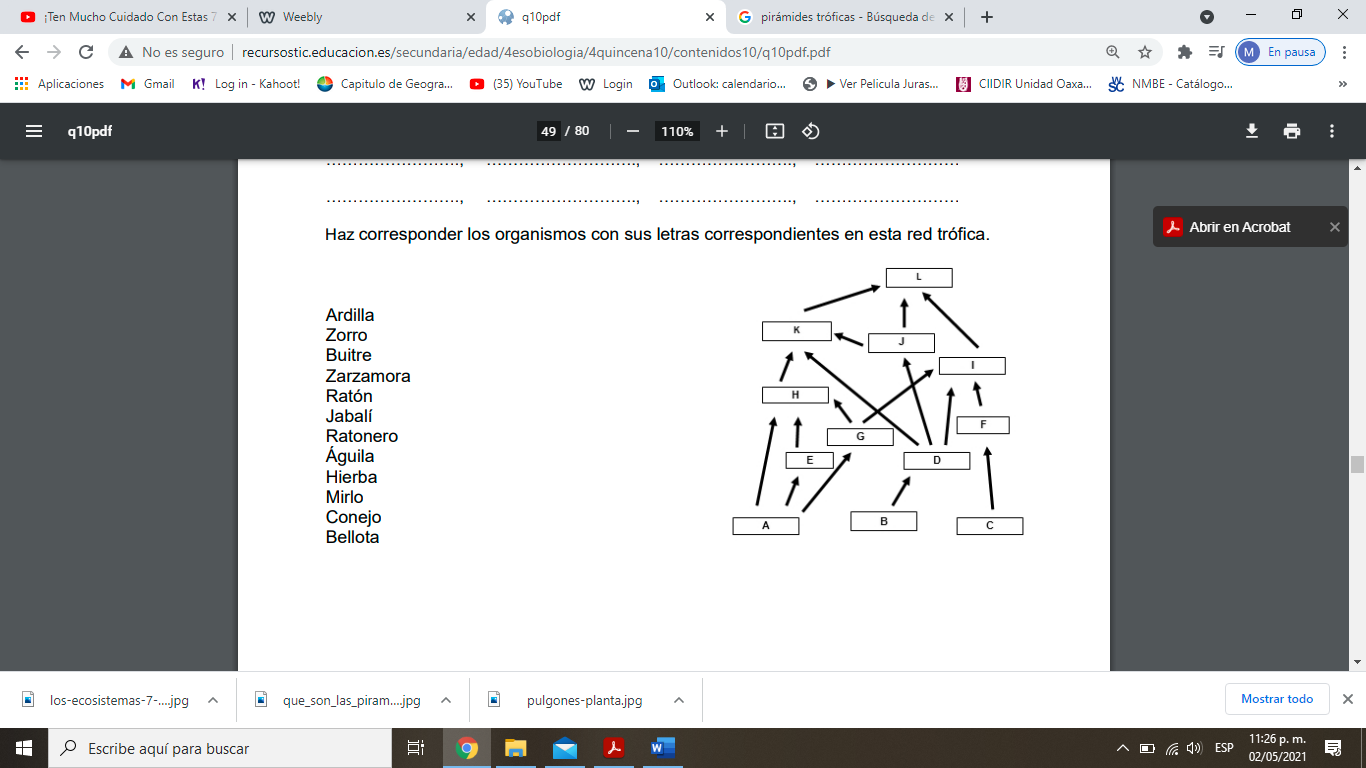 ¡Ten Mucho Cuidado Con Estas 7
Weebly
q10pdf
pirámides tróficas - Búsqueda de
No es seguro | recursostic.educacion.es/secundaria/edad/4esobiologia/4quincena10/contenidos10/q10pdf.pdf
M En pausa
Aplicaciones
Gmail
K! Log in - Kahoot!
Capitulo de Geogra...
(35) YouTube
Login
Outlook: calendario...
► Ver Pelicula Juras...
CIIDIR Unidad Oaxa...
NMBE - Catálogo...
»
q10pdf
49 / 80
110%
Abrir en Acrobat
……………………., ………………………., ……………………., ………………………
……………………., ………………………., ……………………., ………………………
Haz corresponder los organismos con sus letras correspondientes en esta red trófica.
Ardilla
Zorro
Buitre
Zarzamora
Ratón
Jabalí
Ratonero
Águila
Hierba
Mirlo
Conejo
Bellota
L
K
J
I
H
F
G
E
D
A
B
C
los-ecosistemas-7-....jpg
que_son_las_piram....jpg
pulgones-planta.jpg
Mostrar todo
Escribe aquí para buscar
ESP
11:26 p. m.
02/05/2021